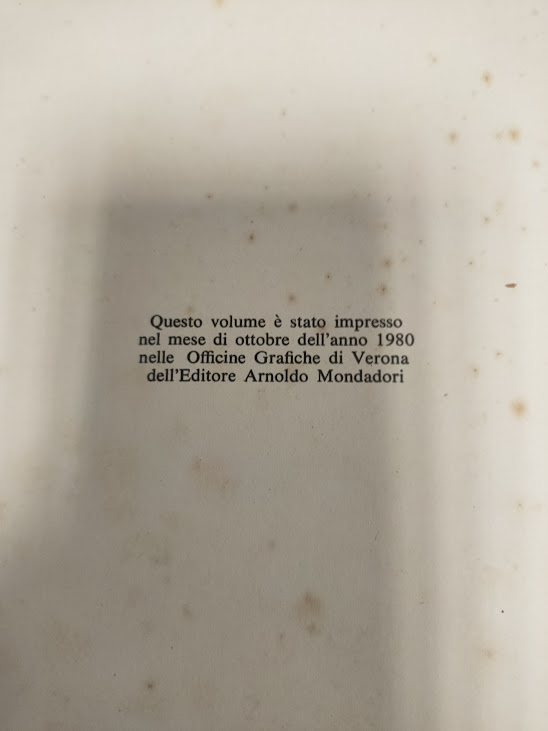 Questo volume è stato impresso
nel mese di ottobre dell'anno 1980
nelle Officine Grafiche di Verona
dell'Editore Arnoldo Mondadori